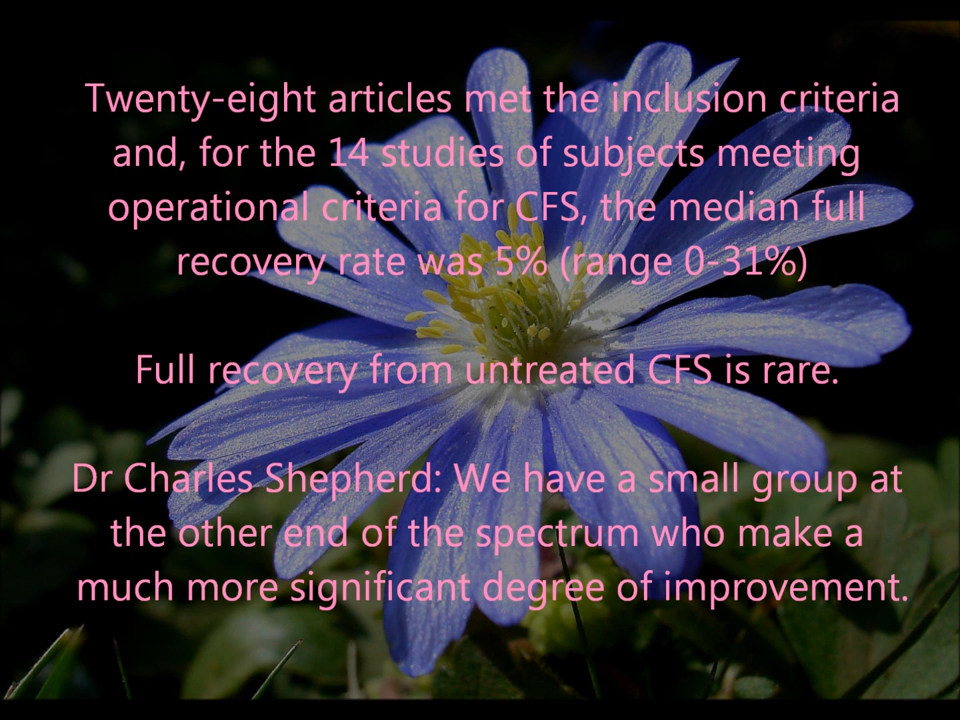 Twenty-eight articles met the inclusion criteria
and, for the 14 studies of subjects meeting
operational criteria for CFS, the median full
recovery rate was 5% (range 0-31%)
Full recovery from untreated CFS is rare.
Dr Charles Shepherd: We have a small group at
the other end of the spectrum who make a
much more significant degree of improvement.